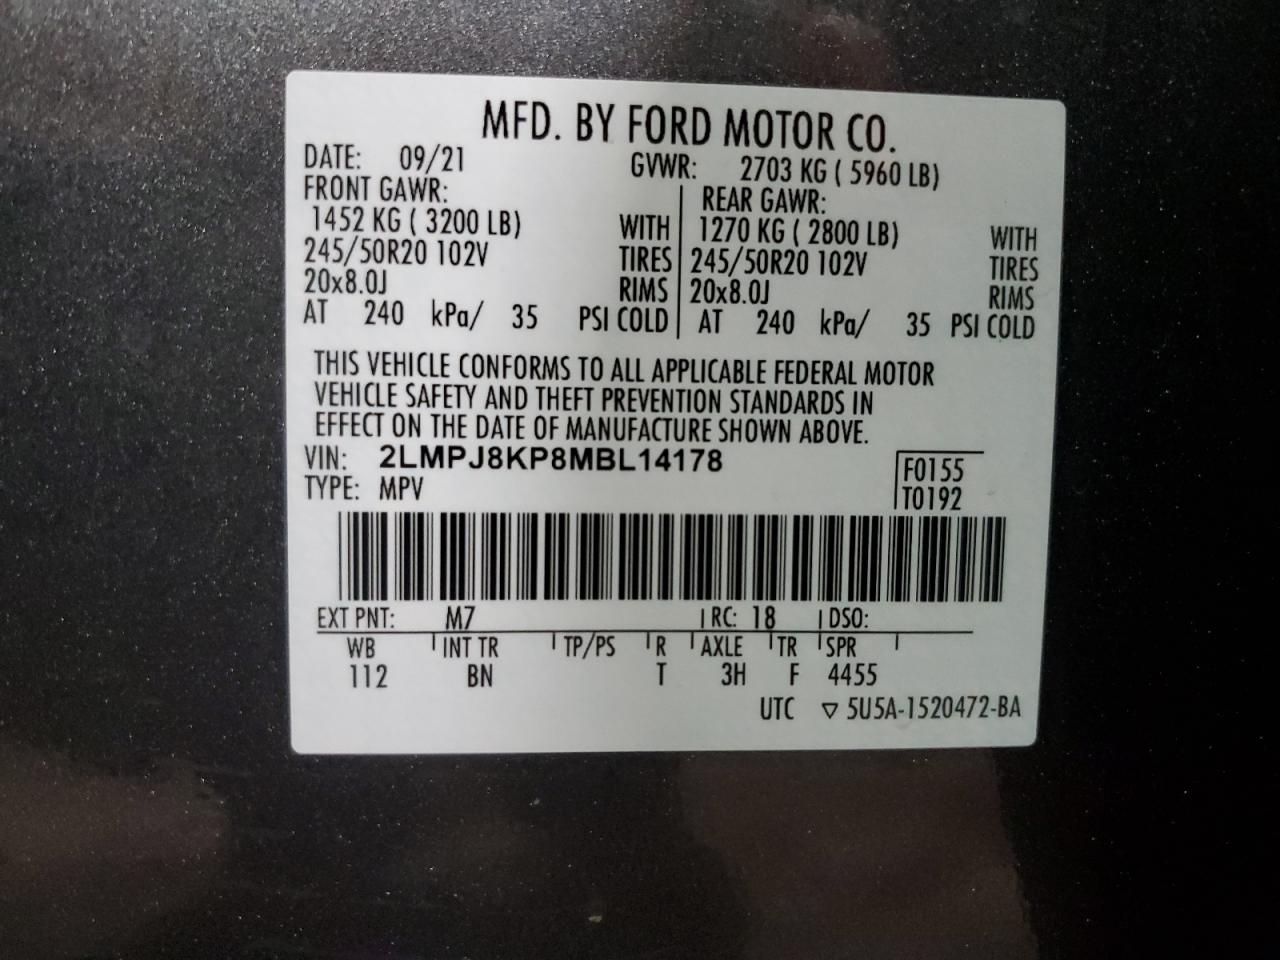 MFD. BY FORD MOTOR CO.
DATE: 09/21 GVWR: 2703 KG ( 5960 LB)
FRONT GAWR: REAR GAWR:
1452 KG ( 3200 LB) WITH 1270 KG ( 2800 LB) WITH
245/50R20 102V TIRES 245/50R20 102V TIRES
20x8.0J RIMS 20x8.0J RIMS
AT 240 kPa/ 35 PSI COLD AT 240 kPa/ 35 PSI COLD
THIS VEHICLE CONFORMS TO ALL APPLICABLE FEDERAL MOTOR
VEHICLE SAFETY AND THEFT PREVENTION STANDARDS IN
EFFECT ON THE DATE OF MANUFACTURE SHOWN ABOVE.
VIN: 2LMPJ8KP8MBL14178 F0155
TYPE: MPV T0192
EXT PNT: M7 RC: 18 DSO:
WB INT TR TP/PS R AXLE TR SPR
112 BN T 3H F 4455
UTC ▽ 5U5A-1520472-BA